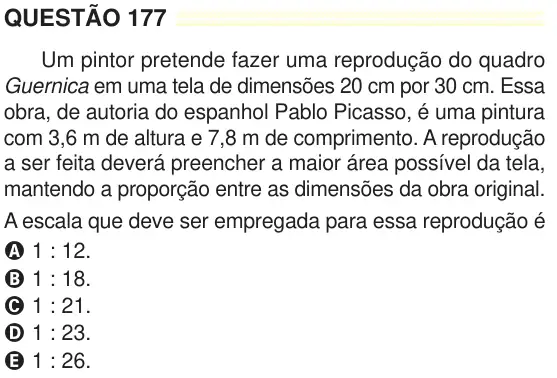 QUESTÃO 177
Um pintor pretende fazer uma reprodução do quadro
Guernica em uma tela de dimensões 20 cm por 30 cm. Essa
obra, de autoria do espanhol Pablo Picasso, é uma pintura
com 3,6 m de altura e 7,8 m de comprimento. A reprodução
a ser feita deverá preencher a maior área possível da tela,
mantendo a proporção entre as dimensões da obra original.
A escala que deve ser empregada para essa reprodução é
A 1 : 12.
B 1 : 18.
C 1 : 21.
D 1 : 23.
E 1 : 26.